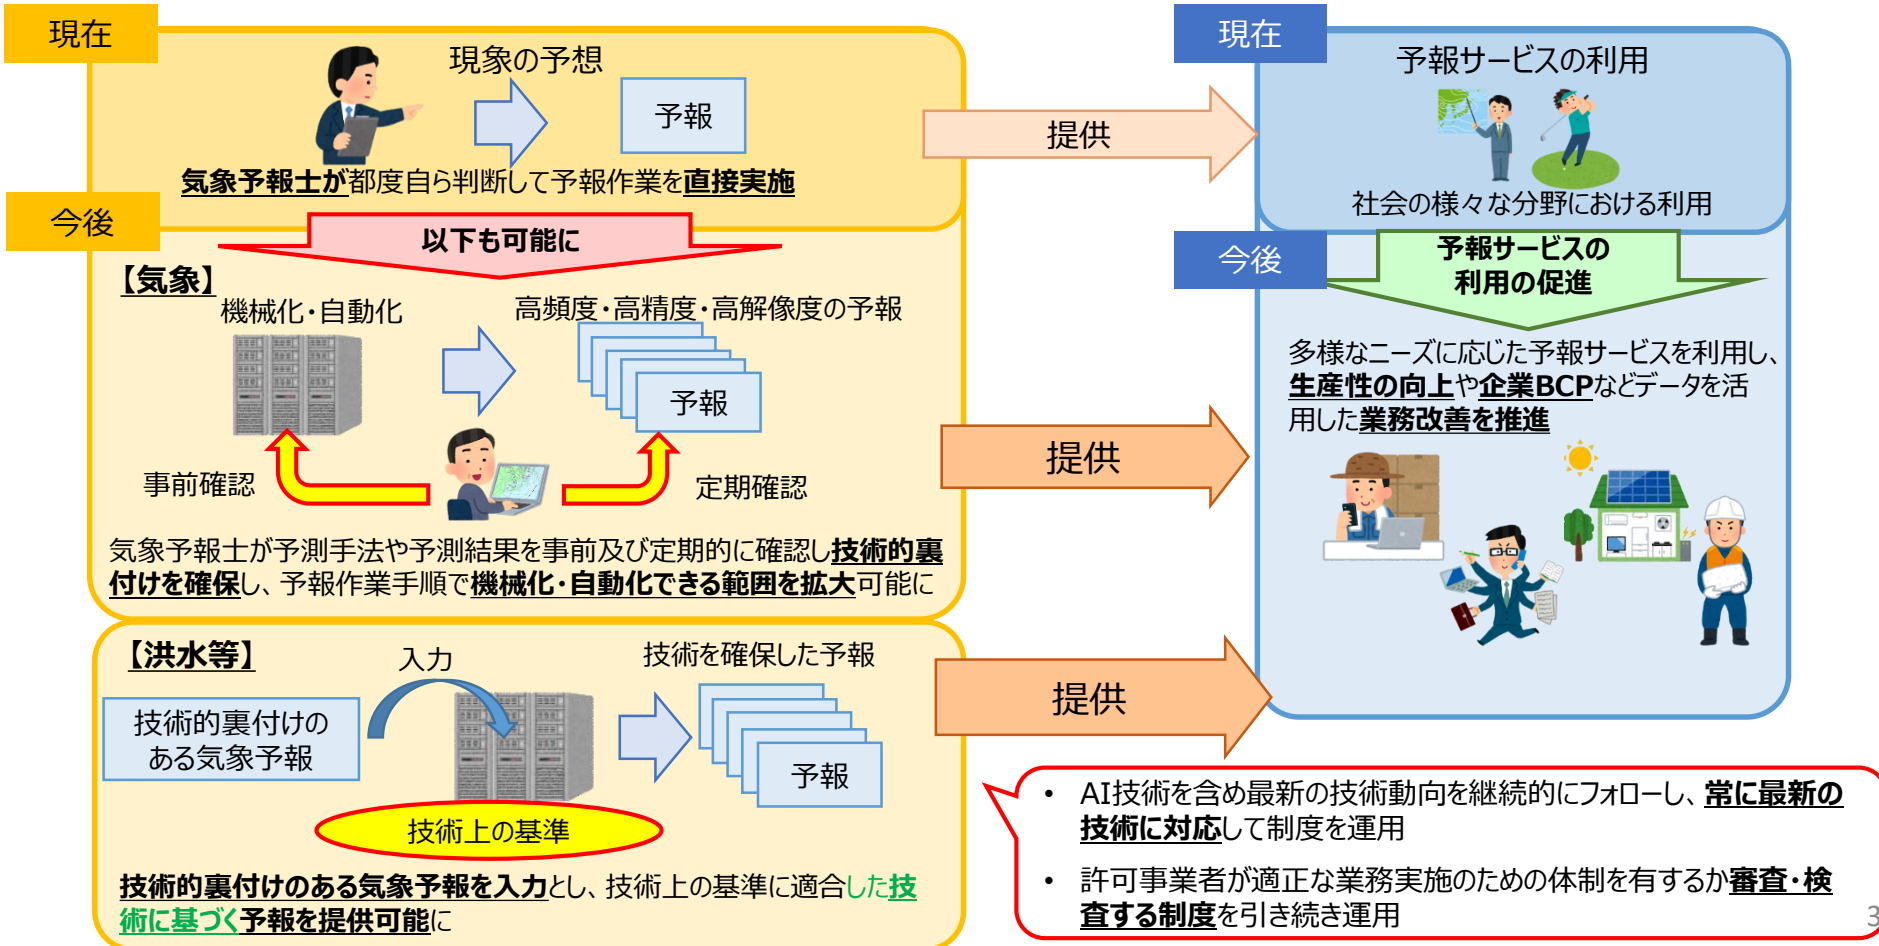 現在
現象の予想
予報
気象予報士が都度自ら判断して予報作業を直接実施
今後
以下も可能に
【気象】
機械化・自動化
高頻度・高精度・高解像度の予報
予報
事前確認
定期確認
気象予報士が予測手法や予測結果を事前及び定期的に確認し技術的裏
付けを確保し、予報作業手順で機械化・自動化できる範囲を拡大可能に
【洪水等】
入力
技術を確保した予報
技術的裏付けの
ある気象予報
予報
技術上の基準
技術的裏付けのある気象予報を入力とし、技術上の基準に適合した技
術に基づく予報を提供可能に
提供
提供
提供
現在
予報サービスの利用
社会の様々な分野における利用
今後
予報サービスの
利用の促進
多様なニーズに応じた予報サービスを利用し、
生産性の向上や企業BCPなどデータを活
用した業務改善を推進
• AI技術を含め最新の技術動向を継続的にフォローし、常に最新の
技術に対応して制度を運用
• 許可事業者が適正な業務実施のための体制を有するか審査・検
査する制度を引き続き運用
3